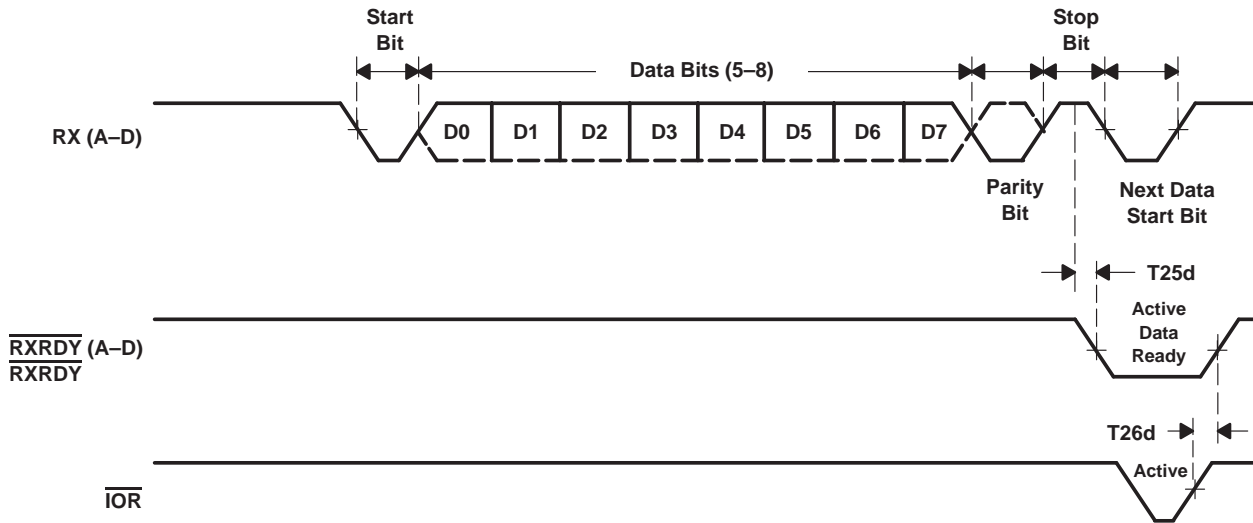 Start
Bit
Data Bits (5–8)
Stop
Bit
RX (A–D)
D0
D1
D2
D3
D4
D5
D6
D7
Parity
Bit
Next Data
Start Bit
T25d
RXRDY (A–D)
RXRDY
Active
Data
Ready
T26d
IOR
Active